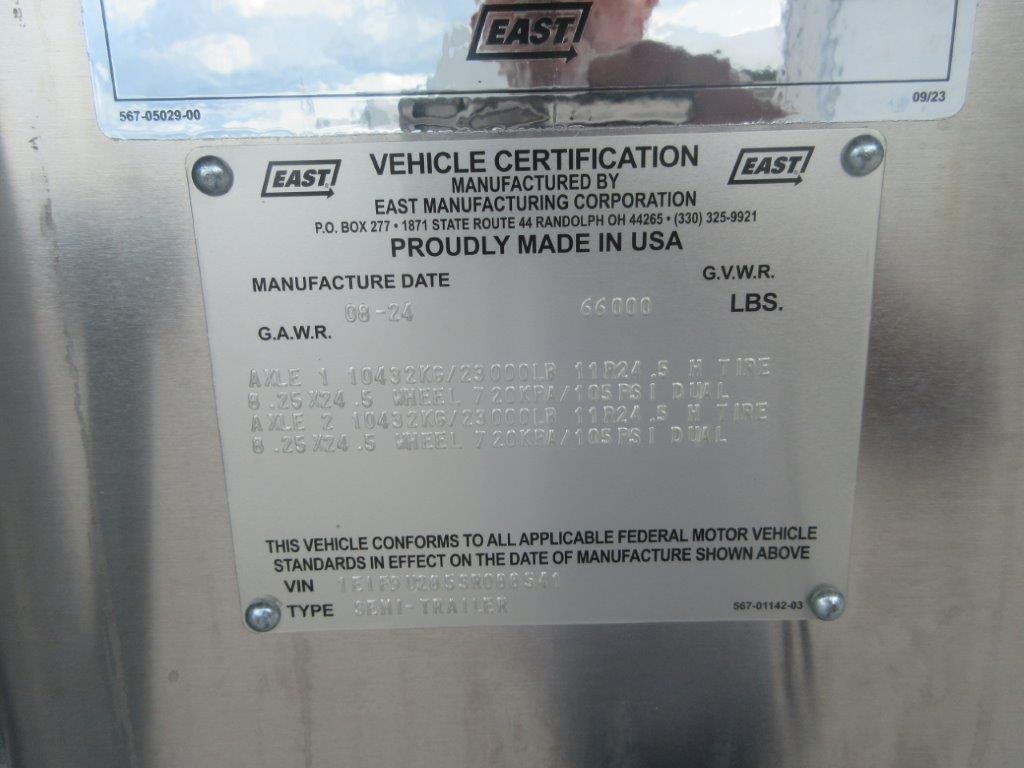 EAST
567-05029-00
09/23
EAST
VEHICLE CERTIFICATION
EAST
MANUFACTURED BY
EAST MANUFACTURING CORPORATION
P.O. BOX 277 • 1871 STATE ROUTE 44 RANDOLPH OH 44265 • (330) 325-9921
PROUDLY MADE IN USA
MANUFACTURE DATE
G.V.W.R.
08-24
66000 LBS.
G.A.W.R.
AXLE 1 10432KG/23000LB 11R24.5 H TIRE
8.25X24.5 WHEEL 720KPA/105PSI DUAL
AXLE 2 10432KG/23000LB 11R24.5 H TIRE
8.25X24.5 WHEEL 720KPA/105PSI DUAL
THIS VEHICLE CONFORMS TO ALL APPLICABLE FEDERAL MOTOR VEHICLE
STANDARDS IN EFFECT ON THE DATE OF MANUFACTURE SHOWN ABOVE
VIN
TYPE SEMI-TRAILER
567-01142-03